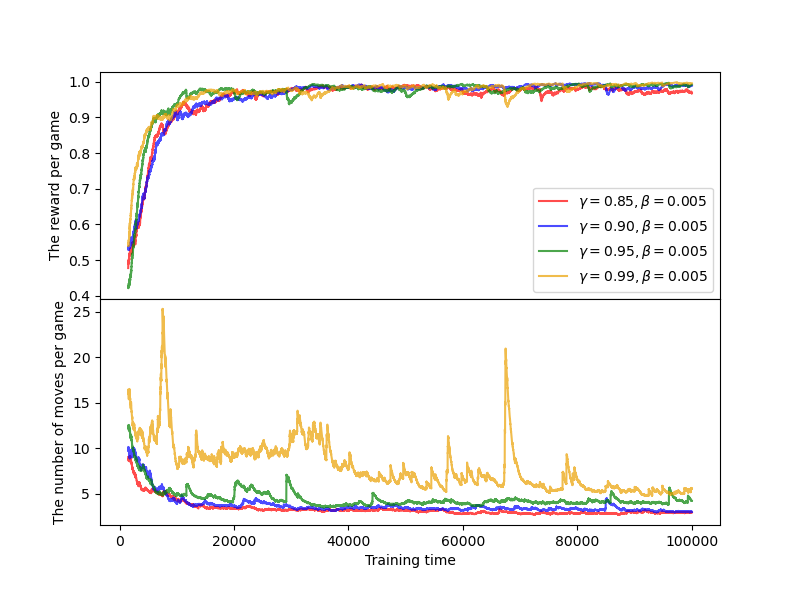 The reward per game
1.0
0.9
0.8
0.7
0.6
0.5
0.4
γ = 0.85, β = 0.005
γ = 0.90, β = 0.005
γ = 0.95, β = 0.005
γ = 0.99, β = 0.005
The number of moves per game
25
20
15
10
5
0 20000 40000 60000 80000 100000
Training time